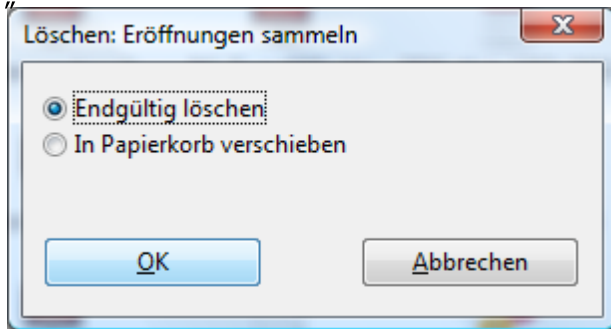 "
Löschen: Eröffnungen sammeln
Endgültig löschen
In Papierkorb verschieben
OK
Abbrechen